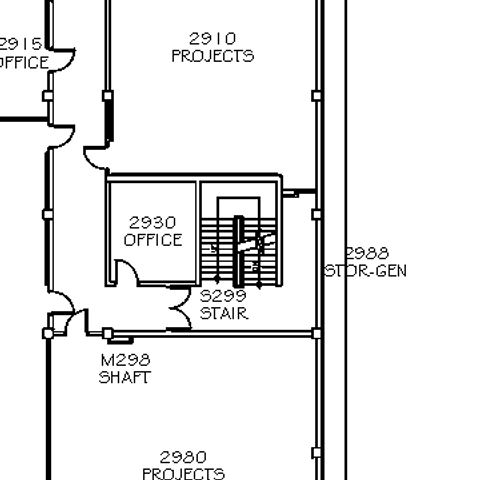 2910
PROJECTS
2915
OFFICE
2930
OFFICE
2988
STOR-GEN
S299
STAIR
M298
SHAFT
2980
PROJECTS